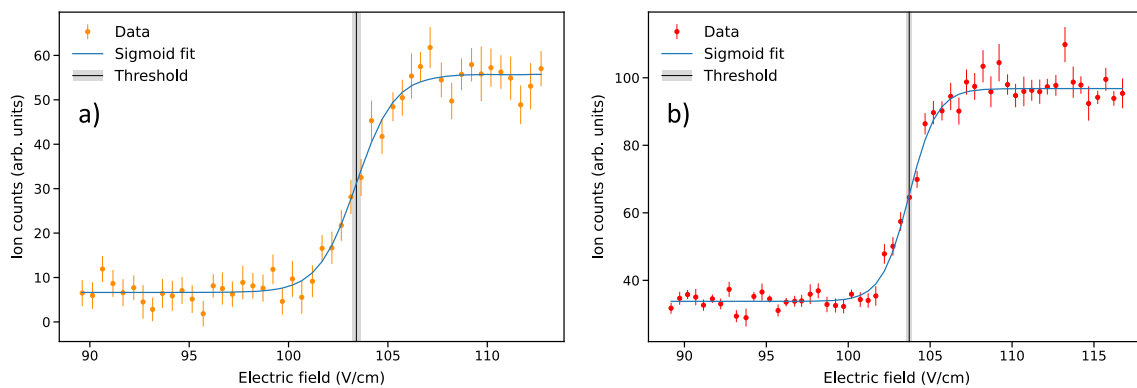 Data
Sigmoid fit
Threshold
a)
60
50
40
30
20
10
0
Ion counts (arb. units)
90
95
100
105
110
Electric field (V/cm)
Data
Sigmoid fit
Threshold
b)
100
80
60
40
Ion counts (arb. units)
90
95
100
105
110
115
Electric field (V/cm)